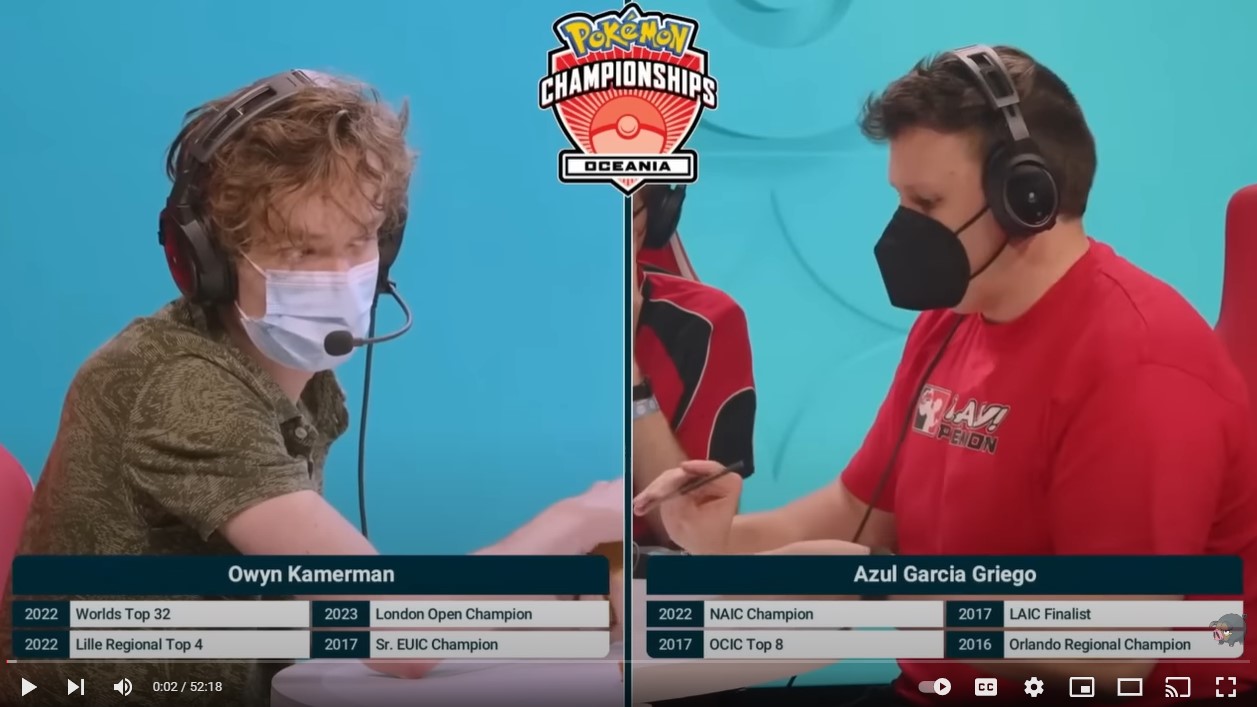 POKÉMON
CHAMPIONSHIPS
OCEANIA
Owyn Kamerman
2022 Worlds Top 32 2023 London Open Champion
2022 Lille Regional Top 4 2017 Sr. EUIC Champion
Azul Garcia Griego
2022 NAIC Champion 2017 LAIC Finalist
2017 OCIC Top 8 2016 Orlando Regional Champion
0:02 / 52:18
CC